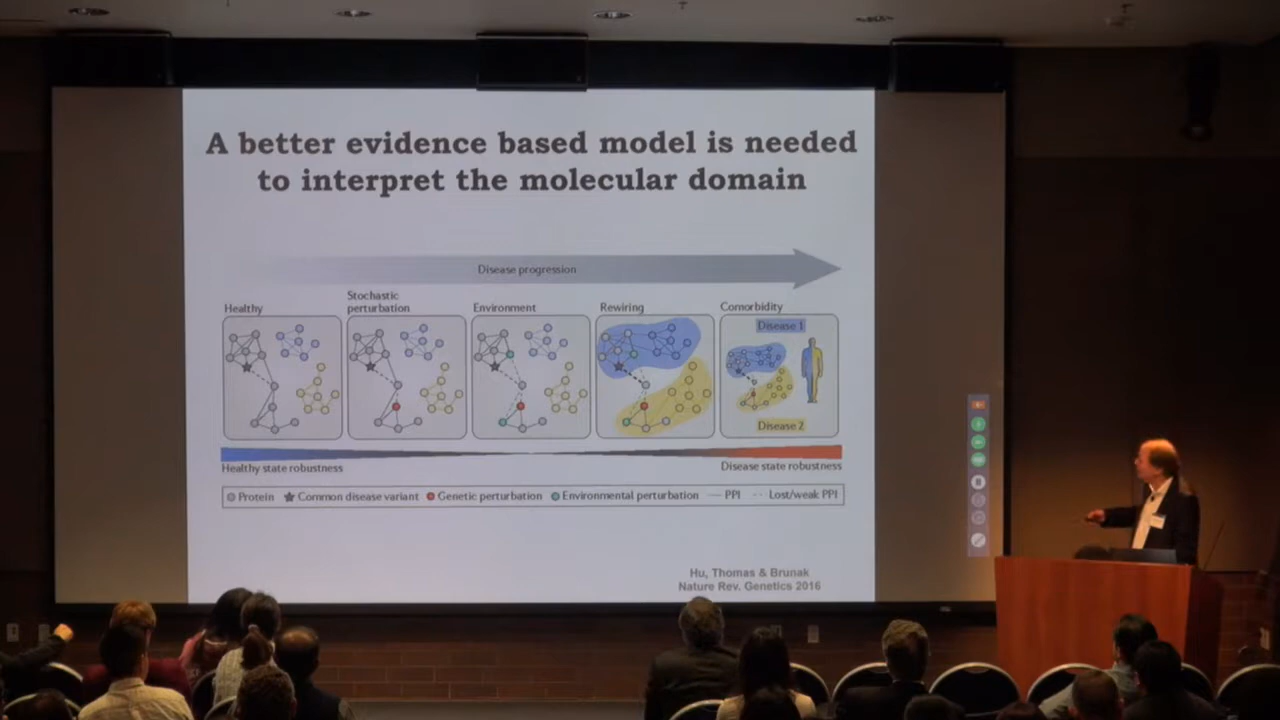 A better evidence based model is needed
to interpret the molecular domain
Disease progression
Healthy
Stochastic
perturbation
Environment
Rewiring
Comorbidity
Disease 1
Disease 2
Healthy state robustness
Disease state robustness
Protein
Common disease variant
Genetic perturbation
Environmental perturbation
PPI
Lost/weak PPI
Hu, Thomas & Brunak
Nature Rev. Genetics 2016